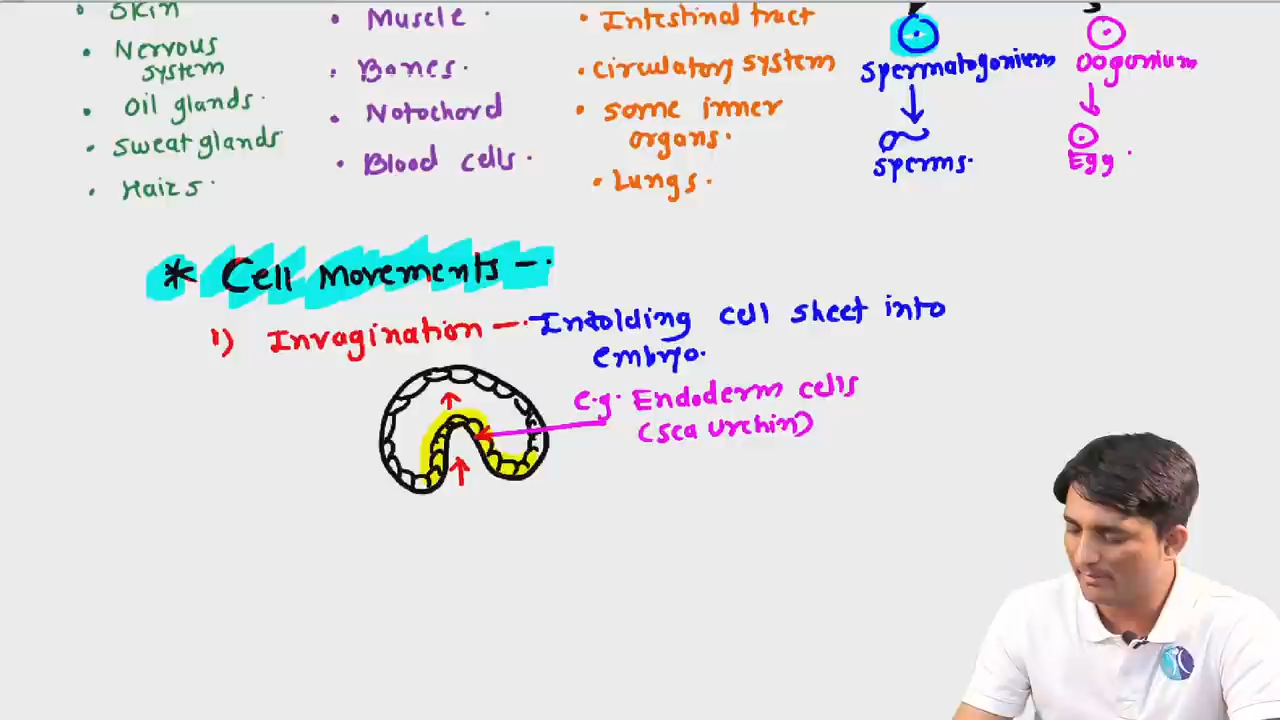 • Skin
• Nervous system
• Oil glands.
• Sweat glands
• Hairs.
• Muscle.
• Bones.
• Notochord
• Blood cells.
• Intestinal tract
• Circulatory system
• Some inner organs.
• Lungs.
Spermatogonium
Sperms.
Oogonium
Egg.
* Cell Movements -.
1) Invagination -. Infolding cell sheet into
embryo.
e.g. Endoderm cells
(sea urchin)